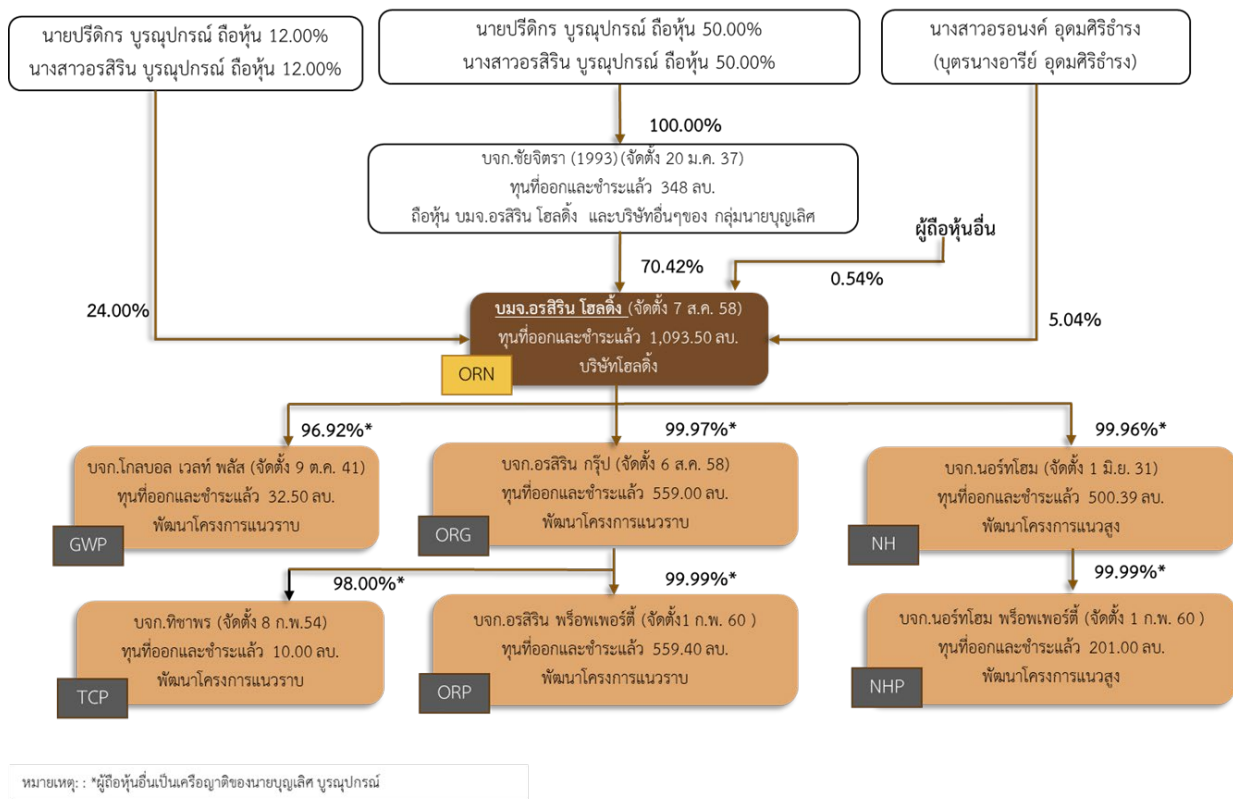 นายปรีดิกร บูรณุปกรณ์ ถือหุ้น 12.00%
นางสาวอรสิริน บูรณุปกรณ์ ถือหุ้น 12.00%
นายปรีดิกร บูรณุปกรณ์ ถือหุ้น 50.00%
นางสาวอรสิริน บูรณุปกรณ์ ถือหุ้น 50.00%
นางสาวอรอนงค์ อุดมศิริธำรง
(บุตรนางอารีย์ อุดมศิริธำรง)
100.00%
บจก.ชัยจิตรา (1993) (จัดตั้ง 20 ม.ค. 37)
ทุนที่ออกและชำระแล้ว 348 ลบ.
ถือหุ้น บมจ.อรสิริน โฮลดิ้ง และบริษัทอื่นๆของ กลุ่มนายบุญเลิศ
ผู้ถือหุ้นอื่น
70.42%
0.54%
24.00%
5.04%
บมจ.อรสิริน โฮลดิ้ง (จัดตั้ง 7 ส.ค. 58)
ทุนที่ออกและชำระแล้ว 1,093.50 ลบ.
บริษัทโฮลดิ้ง
ORN
96.92%*
99.97%*
99.96%*
บจก.โกลบอล เวลท์ พลัส (จัดตั้ง 9 ต.ค. 41)
ทุนที่ออกและชำระแล้ว 32.50 ลบ.
พัฒนาโครงการแนวราบ
GWP
บจก.อรสิริน กรุ๊ป (จัดตั้ง 6 ส.ค. 58)
ทุนที่ออกและชำระแล้ว 559.00 ลบ.
พัฒนาโครงการแนวราบ
ORG
บจก.นอร์ทโฮม (จัดตั้ง 1 มิ.ย. 31)
ทุนที่ออกและชำระแล้ว 500.39 ลบ.
พัฒนาโครงการแนวสูง
NH
98.00%*
99.99%*
99.99%*
บจก.ทิชาพร (จัดตั้ง 8 ก.พ.54)
ทุนที่ออกและชำระแล้ว 10.00 ลบ.
พัฒนาโครงการแนวราบ
TCP
บจก.อรสิริน พร็อพเพอร์ตี้ (จัดตั้ง1 ก.พ. 60 )
ทุนที่ออกและชำระแล้ว 559.40 ลบ.
พัฒนาโครงการแนวราบ
ORP
บจก.นอร์ทโฮม พร็อพเพอร์ตี้ (จัดตั้ง 1 ก.พ. 60 )
ทุนที่ออกและชำระแล้ว 201.00 ลบ.
พัฒนาโครงการแนวสูง
NHP
หมายเหตุ: : *ผู้ถือหุ้นอื่นเป็นเครือญาติของนายบุญเลิศ บูรณุปกรณ์